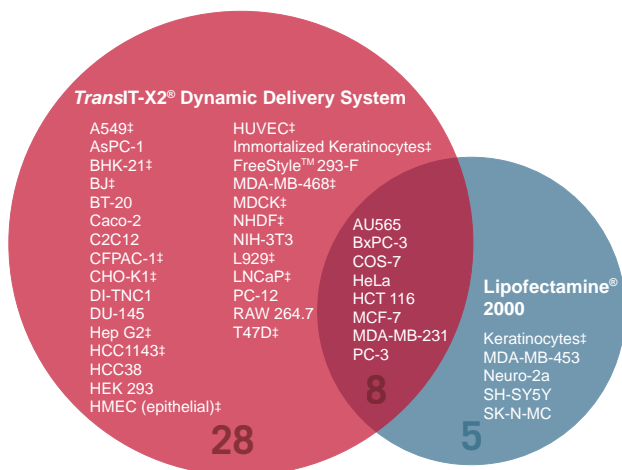 TransIT-X2® Dynamic Delivery System
A549‡
AsPC-1
BHK-21‡
BJ‡
BT-20
Caco-2
C2C12
CFPAC-1‡
CHO-K1‡
DI-TNC1
DU-145
Hep G2‡
HCC1143‡
HCC38
HEK 293
HMEC (epithelial)‡
HUVEC‡
Immortalized Keratinocytes‡
FreeStyle™ 293-F
MDA-MB-468‡
MDCK‡
NHDF‡
NIH-3T3
L929‡
LNCaP‡
PC-12
RAW 264.7
T47D‡
28
AU565
BxPC-3
COS-7
HeLa
HCT 116
MCF-7
MDA-MB-231
PC-3
8
Lipofectamine®
2000
Keratinocytes‡
MDA-MB-453
Neuro-2a
SH-SY5Y
SK-N-MC
5